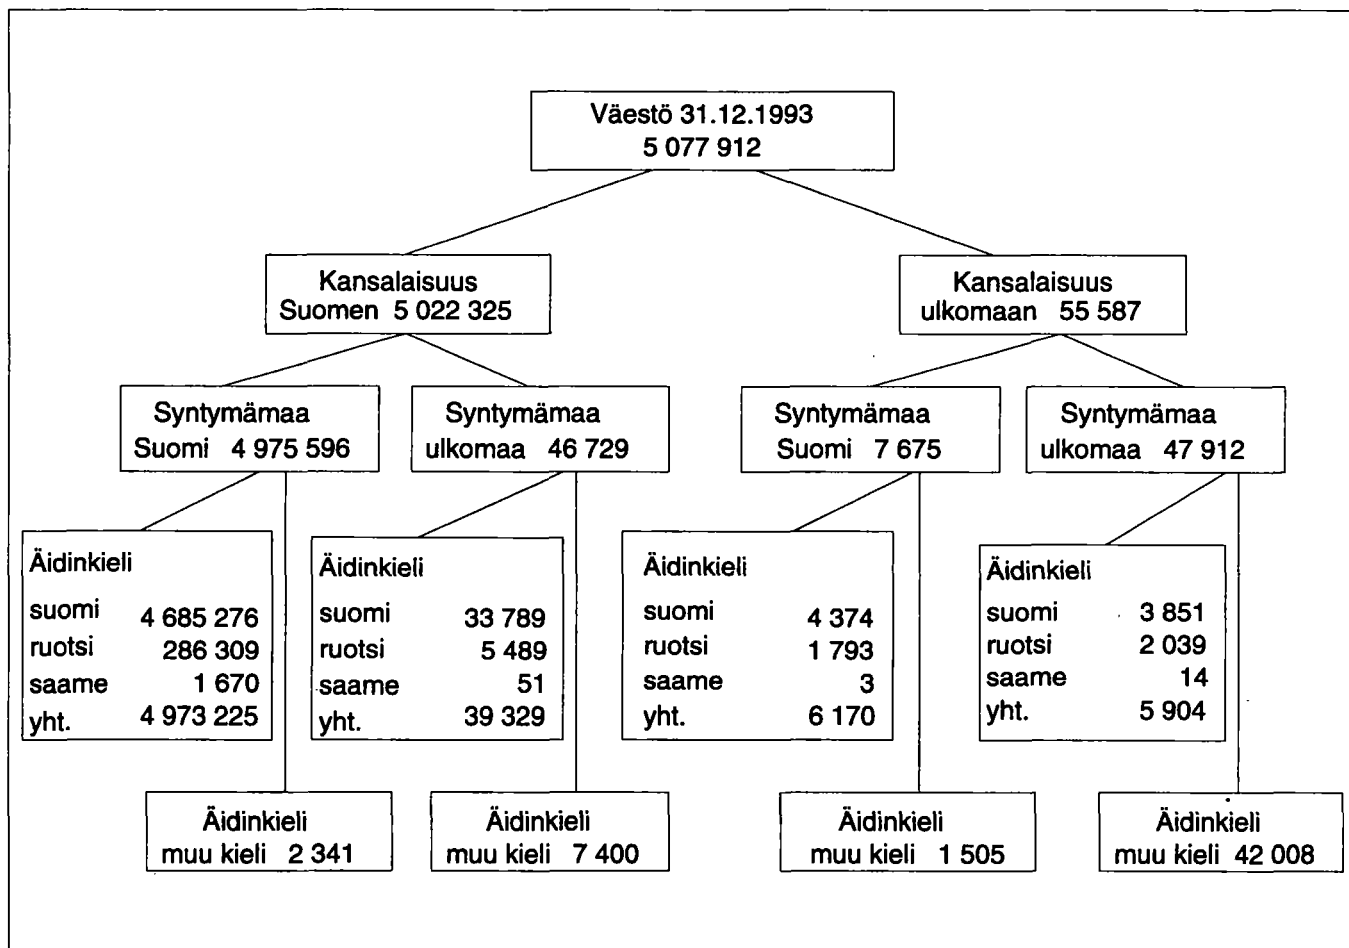 Väestö 31.12.1993
5 077 912
Kansalaisuus
Suomen 5 022 325
Kansalaisuus
ulkomaan 55 587
Syntymämaa
Suomi 4 975 596
Syntymämaa
ulkomaa 46 729
Syntymämaa
Suomi 7 675
Syntymämaa
ulkomaa 47 912
Äidinkieli
suomi 4 685 276
ruotsi 286 309
saame 1 670
yht. 4 973 225
Äidinkieli
suomi 33 789
ruotsi 5 489
saame 51
yht. 39 329
Äidinkieli
suomi 4 374
ruotsi 1 793
saame 3
yht. 6 170
Äidinkieli
suomi 3 851
ruotsi 2 039
saame 14
yht. 5 904
Äidinkieli
muu kieli 2 341
Äidinkieli
muu kieli 7 400
Äidinkieli
muu kieli 1 505
Äidinkieli
muu kieli 42 008